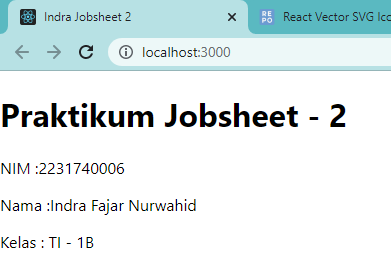 Indra Jobsheet 2
React Vector SVG Ico
REPO
localhost:3000
Praktikum Jobsheet - 2
NIM :2231740006
Nama :Indra Fajar Nurwahid
Kelas : TI - 1B